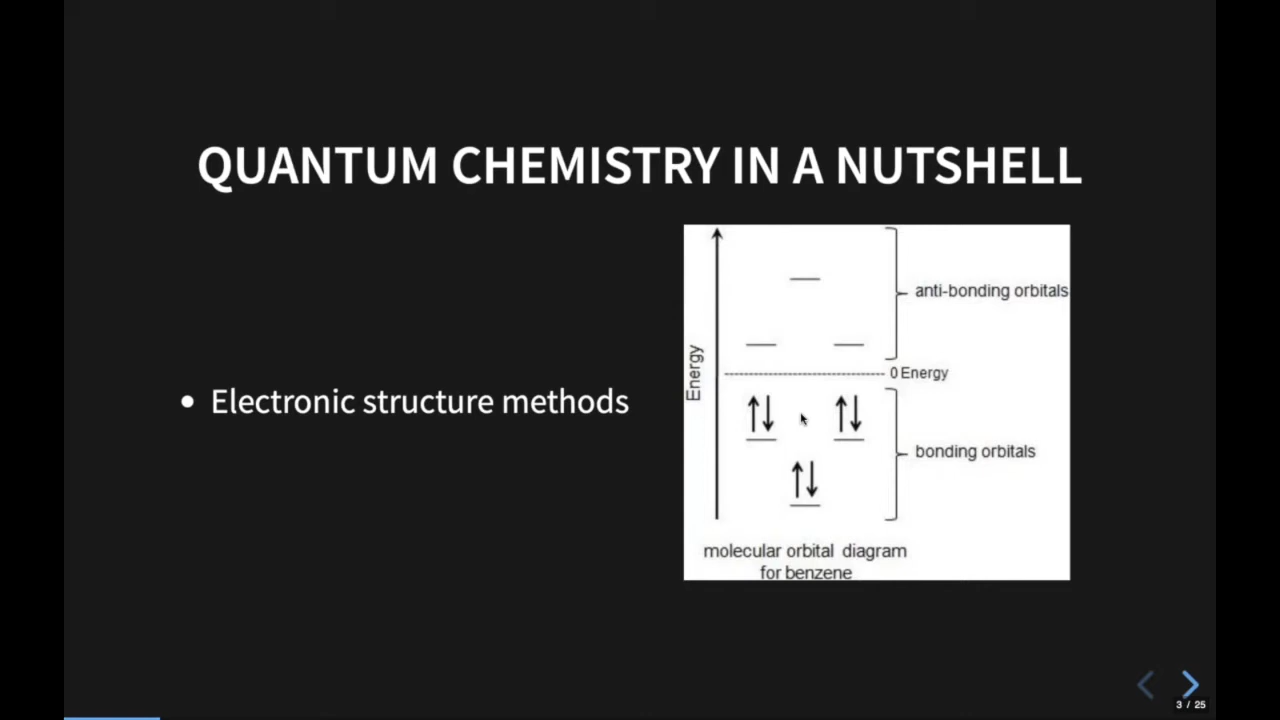 QUANTUM CHEMISTRY IN A NUTSHELL
• Electronic structure methods
Energy
anti-bonding orbitals
0 Energy
bonding orbitals
molecular orbital diagram
for benzene
3 / 25